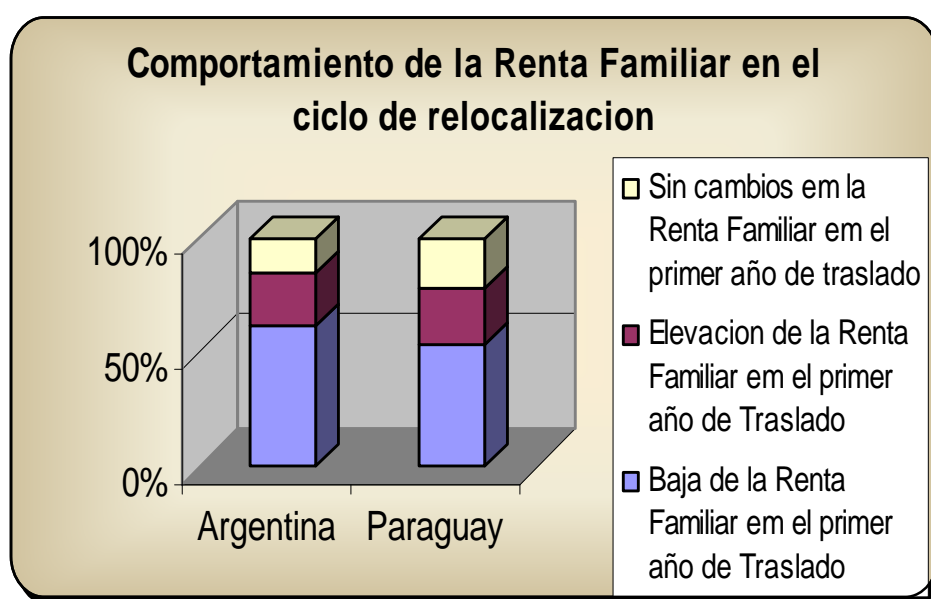 Comportamiento de la Renta Familiar en el
ciclo de relocalizacion
100%
50%
0%
Argentina
Paraguay
Sin cambios em la
Renta Familiar em el
primer año de traslado
Elevacion de la Renta
Familiar em el primer
año de Traslado
Baja de la Renta
Familiar em el primer
año de Traslado